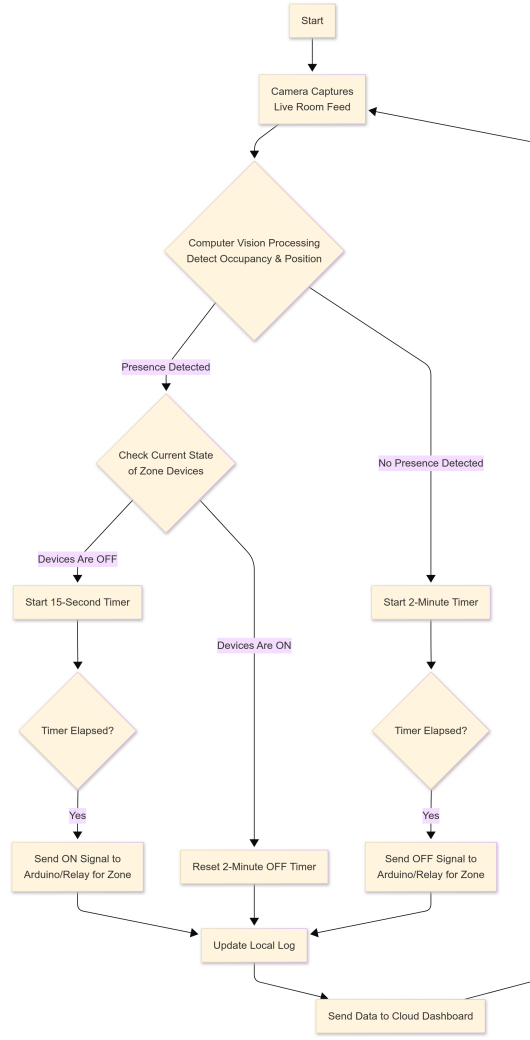 Start
Camera Captures
Live Room Feed
Computer Vision Processing
Detect Occupancy & Position
Presence Detected
Check Current State
of Zone Devices
No Presence Detected
Devices Are OFF
Start 15-Second Timer
Start 2-Minute Timer
Devices Are ON
Timer Elapsed?
Timer Elapsed?
Yes
Yes
Send ON Signal to
Arduino/Relay for Zone
Reset 2-Minute OFF Timer
Send OFF Signal to
Arduino/Relay for Zone
Update Local Log
Send Data to Cloud Dashboard